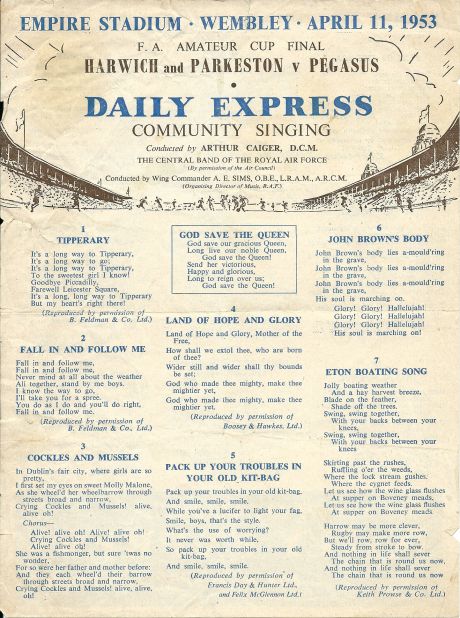 EMPIRE STADIUM · WEMBLEY · APRIL 11, 1953
F. A. AMATEUR CUP FINAL
HARWICH and PARKESTON v PEGASUS
•
DAILY EXPRESS
COMMUNITY SINGING
Conducted by ARTHUR CAIGER, D.C.M.
THE CENTRAL BAND OF THE ROYAL AIR FORCE
(By permission of the Air Council)
Conducted by Wing Commander A. E. SIMS, O.B.E., L.R.A.M., A.R.C.M.
(Organising Director of Music, R.A.F.)
1
TIPPERARY
It's a long way to Tipperary,
It's a long way to go;
It's a long way to Tipperary,
To the sweetest girl I know!
Goodbye Piccadilly,
Farewell Leicester Square,
It's a long, long way to Tipperary
But my heart's right there!
(Reproduced by permission of
B. Feldman & Co. Ltd.)
2
FALL IN AND FOLLOW ME
Fall in and follow me,
Fall in and follow me,
Never mind at all about the weather
All together, stand by me boys,
I know the way to go,
I'll take you for a spree.
You do as I do and you'll do right,
Fall in and follow me.
(Reproduced by permission of
B. Feldman & Co., Ltd.)
3
COCKLES AND MUSSELS
In Dublin's fair city, where girls are so
pretty,
I first set my eyes on sweet Molly Malone,
As she wheel'd her wheelbarrow through
streets broad and narrow,
Crying Cockles and Mussels! alive,
alive oh!
Chorus—
Alive! alive oh! Alive! alive oh!
Crying Cockles and Mussels!
Alive! alive oh!
She was a fishmonger, but sure 'twas no
wonder,
For so were her father and mother before;
And they each wheel'd their barrow
through streets broad and narrow,
Crying Cockles and Mussels! alive, alive,
oh!
GOD SAVE THE QUEEN
God save our gracious Queen,
Long live our noble Queen,
God save the Queen!
Send her victorious,
Happy and glorious,
Long to reign over us;
God save the Queen!
4
LAND OF HOPE AND GLORY
Land of Hope and Glory, Mother of the
Free,
How shall we extol thee, who are born
of thee?
Wider still and wider shall thy bounds
be set;
God who made thee mighty, make thee
mightier yet,
God who made thee mighty, make thee
mightier yet.
(Reproduced by permission of
Boosey & Hawkes, Ltd.)
5
PACK UP YOUR TROUBLES IN
YOUR OLD KIT-BAG
Pack up your troubles in your old kit-bag,
And smile, smile, smile.
While you've a lucifer to light your fag,
Smile, boys, that's the style.
What's the use of worrying?
It never was worth while,
So pack up your troubles in your old
kit-bag,
And smile, smile, smile.
(Reproduced by permission of
Francis Day & Hunter Ltd.,
and Felix McGlennon Ltd.)
6
JOHN BROWN'S BODY
John Brown's body lies a-mould'ring
in the grave,
John Brown's body lies a-mould'ring
in the grave,
John Brown's body lies a-mould'ring
in the grave,
His soul is marching on.
Glory! Glory! Hallelujah!
Glory! Glory! Hallelujah!
Glory! Glory! Hallelujah!
His soul is marching on!
7
ETON BOATING SONG
Jolly boating weather
And a hay harvest breeze,
Blade on the feather,
Shade off the trees.
Swing, swing together,
With your backs between your
knees,
Swing, swing together,
With your backs between your
knees.
Skirting past the rushes,
Ruffling o'er the weeds,
Where the lock stream gushes,
Where the cygnet feeds.
Let us see how the wine glass flushes
At supper on Boveney meads,
Let us see how the wine glass flushes
At supper on Boveney meads.
Harrow may be more clever,
Rugby may make more row,
But we'll row, row for ever,
Steady from stroke to bow.
And nothing in life shall sever
The chain that is round us now,
And nothing in life shall sever
The chain that is round us now
(Reproduced by permission of
Keith Prowse & Co. Ltd.)